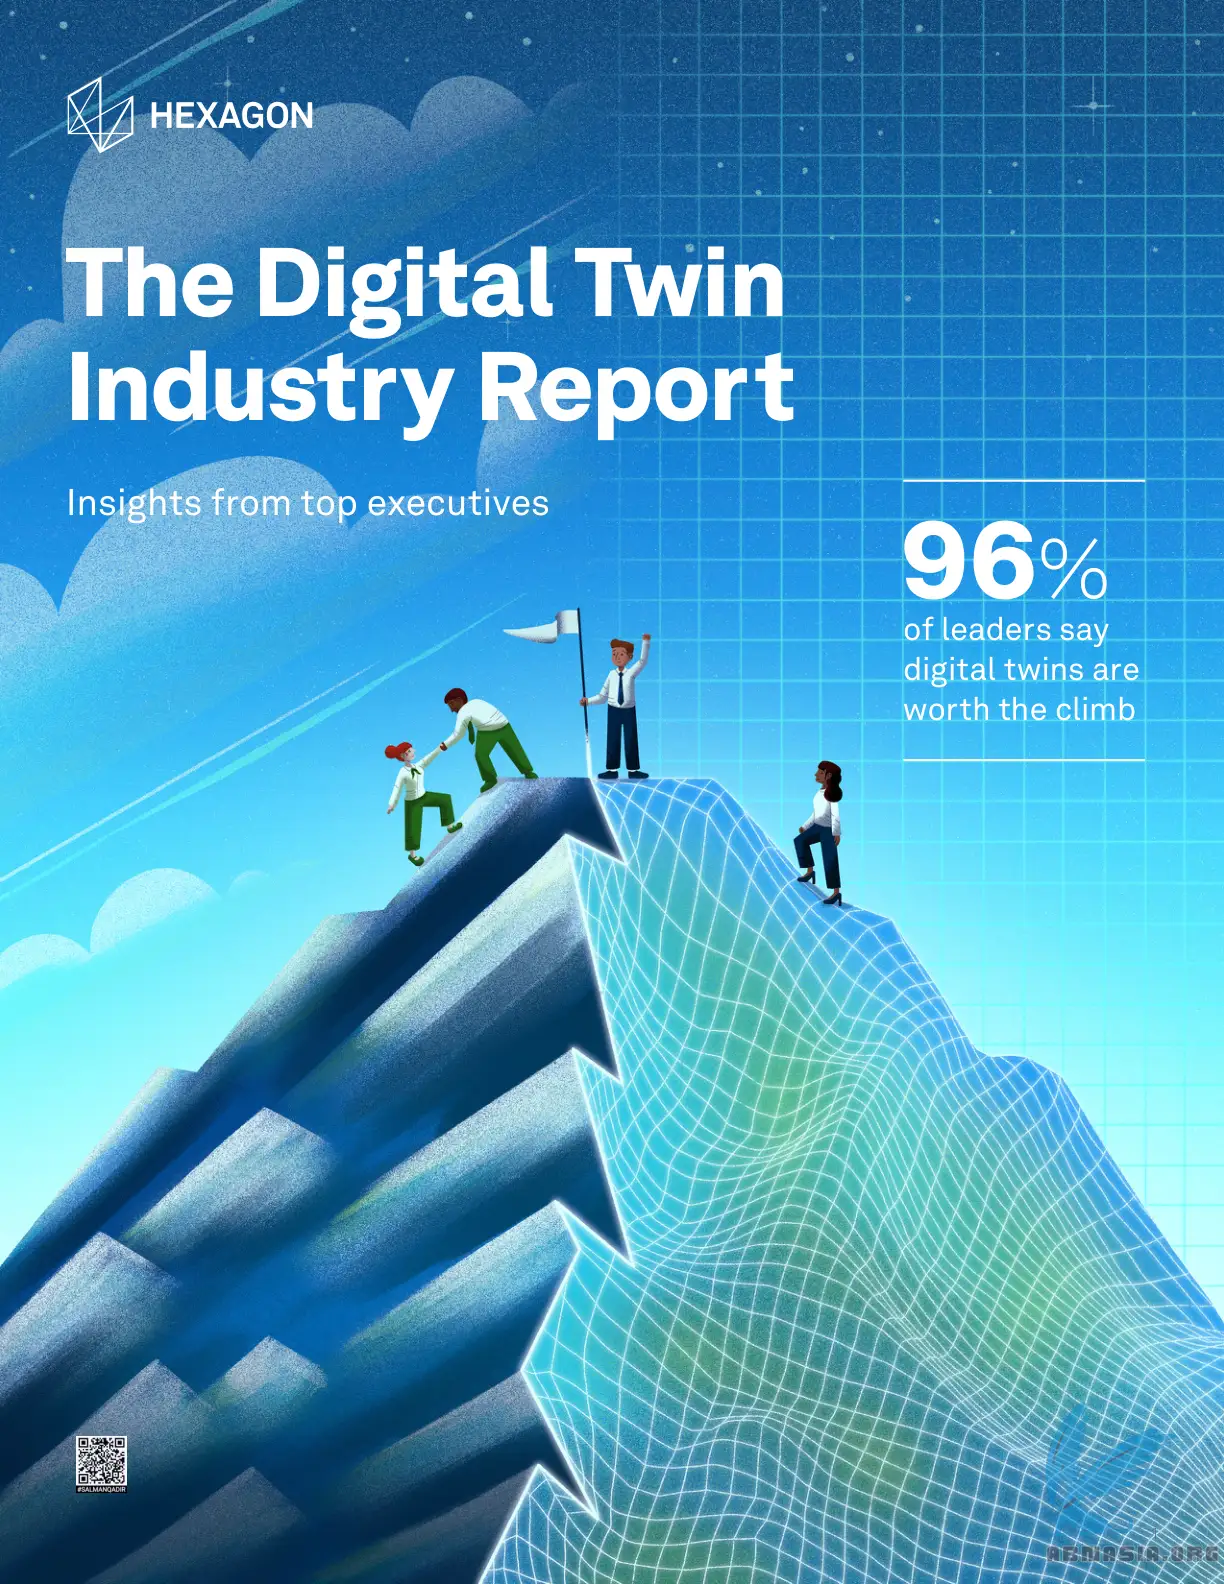 HEXAGON
The Digital Twin
Industry Report
Insights from top executives
96%
of leaders say
digital twins are
worth the climb
#SALMANQADIR
ABMASIA.ORG